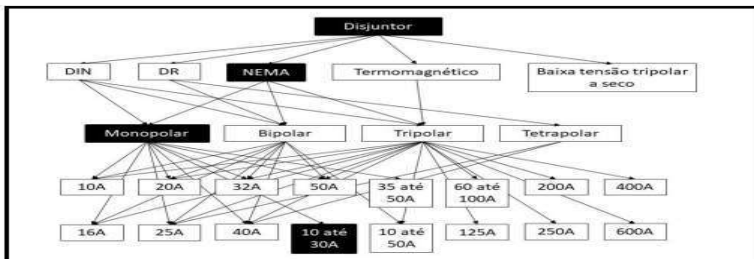 Disjuntor
DIN
DR
NEMA
Termomagnético
Baixa tensão tripolar
a seco
Monopolar
Bipolar
Tripolar
Tetrapolar
10A
20A
32A
50A
35 até
50A
60 até
100A
200A
400A
16A
25A
40A
10 até
30A
10 até
50A
125A
250A
600A